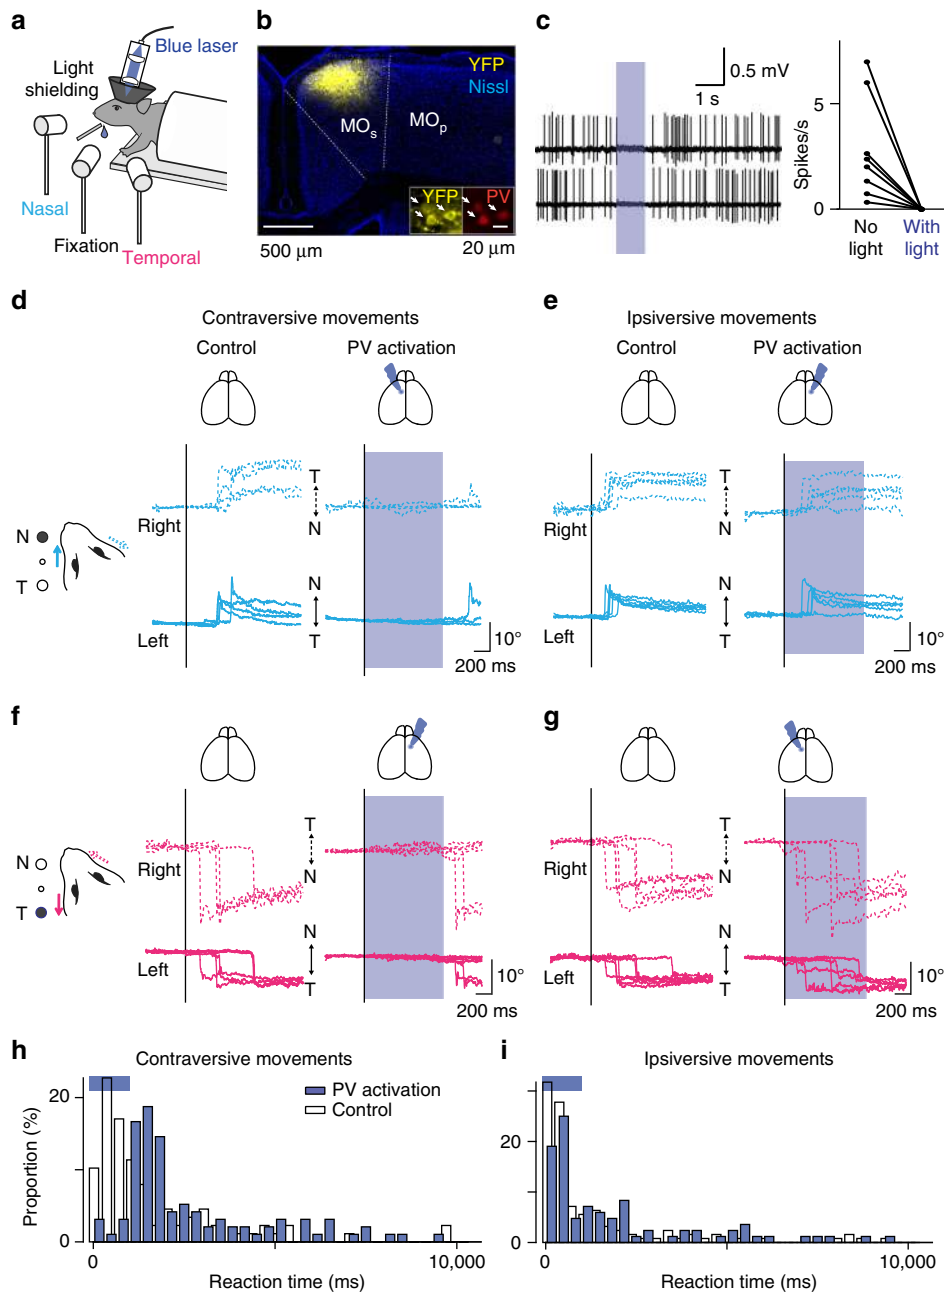 a
Blue laser
Light
shielding
Nasal
Fixation
Temporal
b
YFP
Nissl
MOs
MOp
YFP
PV
500 μm
20 μm
c
0.5 mV
1 s
Spikes/s
5
0
No
light
With
light
d
Contraversive movements
Control
PV activation
T
N
Right
N
T
N
T
Left
10°
200 ms
e
Ipsiversive movements
Control
PV activation
Right
Left
10°
200 ms
f
T
N
Right
N
T
N
T
Left
10°
200 ms
g
Right
Left
10°
200 ms
h
Contraversive movements
PV activation
Control
Proportion (%)
20
0
0
10,000
Reaction time (ms)
i
Ipsiversive movements
20
0
0
10,000
Reaction time (ms)